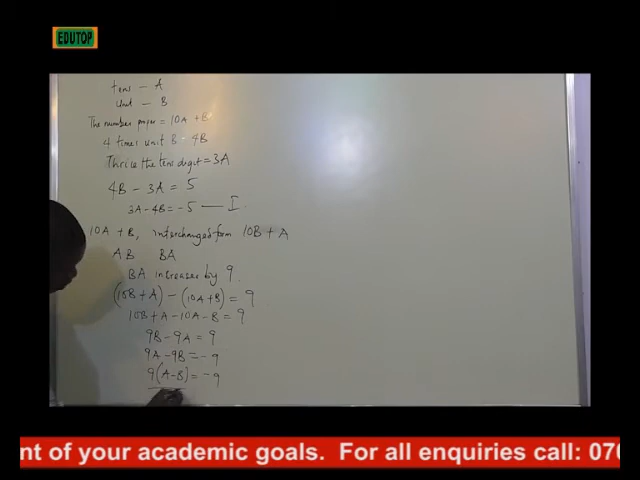 EDUTOP
tens - A
unit - B
The number proper = 10A + B
4 times unit B = 4B
Thrice the tens digit = 3A
4B - 3A = 5
3A - 4B = -5 — I
10A + B, interchanged form 10B + A
AB BA
BA increases by 9.
(10B + A) - (10A + B) = 9
10B + A - 10A - B = 9
9B - 9A = 9
9A - 9B = -9
9(A - B) = -9
nt of your academic goals. For all enquiries call: 070